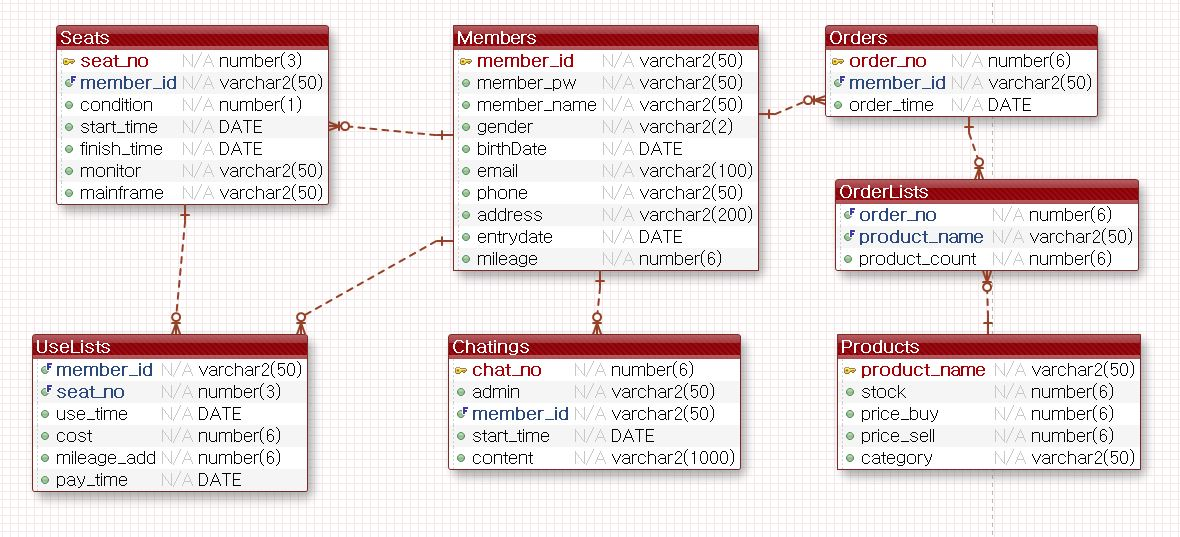 Seats
seat_no N/A number(3)
member_id N/A varchar2(50)
condition N/A number(1)
start_time N/A DATE
finish_time N/A DATE
monitor N/A varchar2(50)
mainframe N/A varchar2(50)
Members
member_id N/A varchar2(50)
member_pw N/A varchar2(50)
member_name N/A varchar2(50)
gender N/A varchar2(2)
birthDate N/A DATE
email N/A varchar2(100)
phone N/A varchar2(50)
address N/A varchar2(200)
entrydate N/A DATE
mileage N/A number(6)
Orders
order_no N/A number(6)
member_id N/A varchar2(50)
order_time N/A DATE
OrderLists
order_no N/A number(6)
product_name N/A varchar2(50)
product_count N/A number(6)
UseLists
member_id N/A varchar2(50)
seat_no N/A number(3)
use_time N/A DATE
cost N/A number(6)
mileage_add N/A number(6)
pay_time N/A DATE
Chatings
chat_no N/A number(6)
admin N/A varchar2(50)
member_id N/A varchar2(50)
start_time N/A DATE
content N/A varchar2(1000)
Products
product_name N/A varchar2(50)
stock N/A number(6)
price_buy N/A number(6)
price_sell N/A number(6)
category N/A varchar2(50)